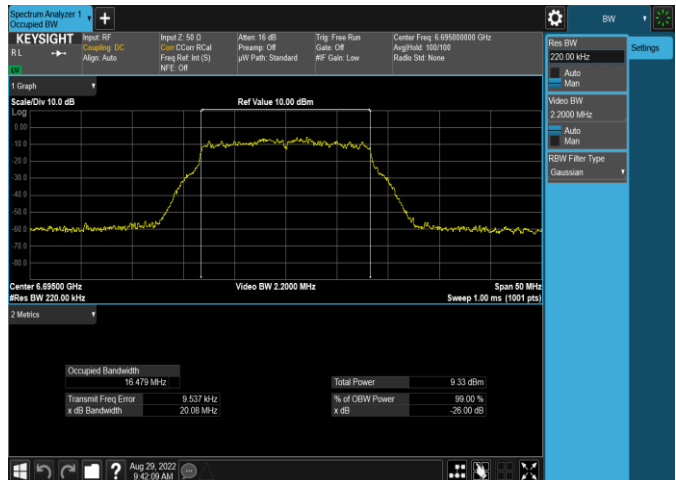 Spectrum Analyzer 1
Occupied BW
KEYSIGHT
R L
Input: RF
Coupling: DC
Align: Auto
Input Z: 50 Ω
Corr CCorr RCal
Freq Ref: Int (S)
NFE: Off
Atten: 16 dB
Preamp: Off
µW Path: Standard
Trig: Free Run
Gate: Off
#IF Gain: Low
Center Freq: 6.695000000 GHz
Avg|Hold: 100/100
Radio Std: None
1 Graph
Scale/Div 10.0 dB
Ref Value 10.00 dBm
Log
0.00
-10.0
-20.0
-30.0
-40.0
-50.0
-60.0
-70.0
-80.0
Center 6.69500 GHz
Video BW 2.2000 MHz
Span 50 MHz
#Res BW 220.00 kHz
Sweep 1.00 ms (1001 pts)
2 Metrics
Occupied Bandwidth
16.479 MHz
Transmit Freq Error
9.537 kHz
x dB Bandwidth
20.08 MHz
Total Power
9.33 dBm
% of OBW Power
99.00 %
x dB
-26.00 dB
Aug 29, 2022
9:42:09 AM
BW
Res BW
220.00 kHz
Auto
Man
Video BW
2.2000 MHz
Auto
Man
RBW Filter Type
Gaussian
Settings